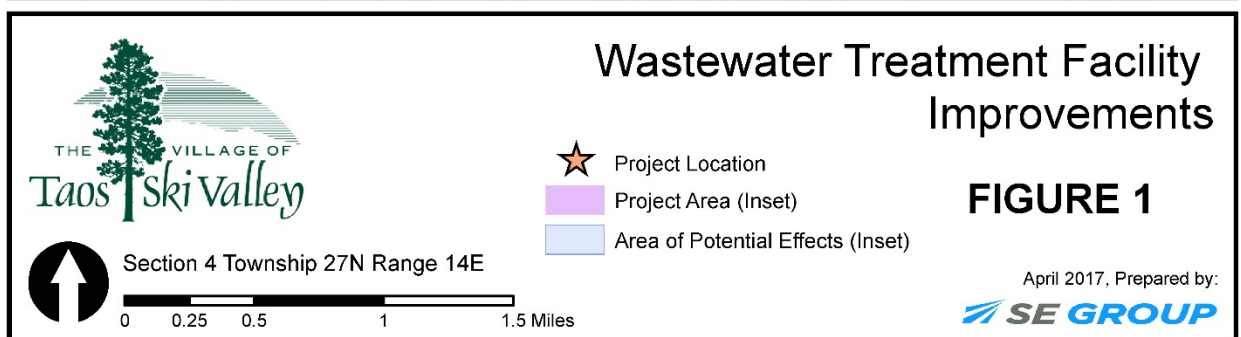 THE VILLAGE OF
Taos Ski Valley
Section 4 Township 27N Range 14E
0 0.25 0.5 1 1.5 Miles
Wastewater Treatment Facility
Improvements
Project Location
Project Area (Inset)
Area of Potential Effects (Inset)
FIGURE 1
April 2017, Prepared by:
SE GROUP